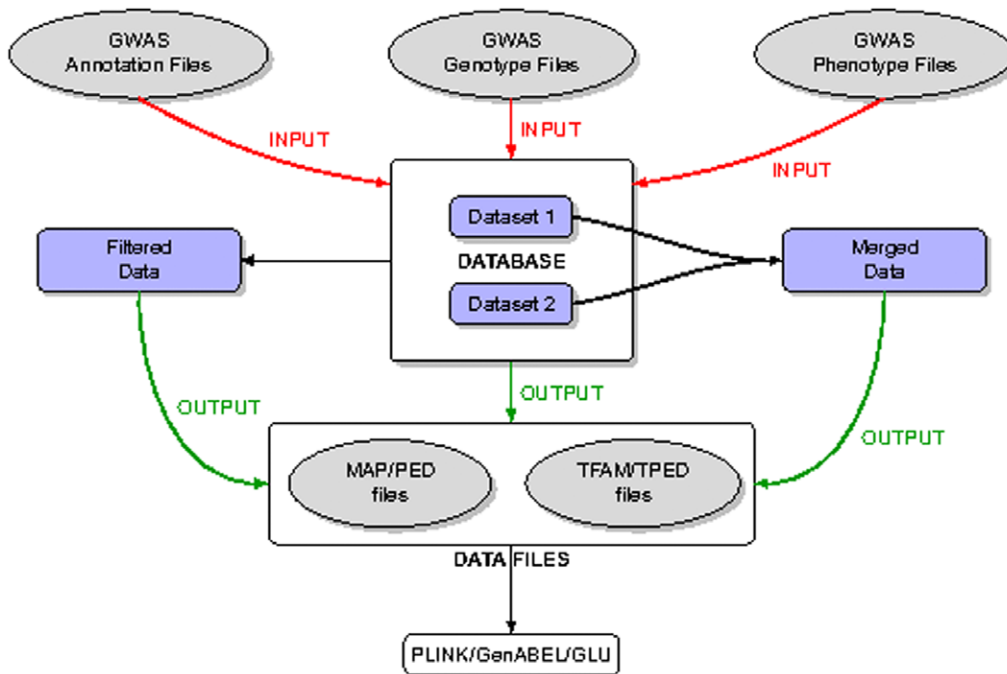 GWAS
Annotation Files
GWAS
Genotype Files
GWAS
Phenotype Files
INPUT
INPUT
INPUT
Dataset 1
DATABASE
Dataset 2
Filtered
Data
Merged
Data
OUTPUT
OUTPUT
OUTPUT
MAP/PED
files
TFAM/TPED
files
DATA FILES
PLINK/GenABEL/GLU